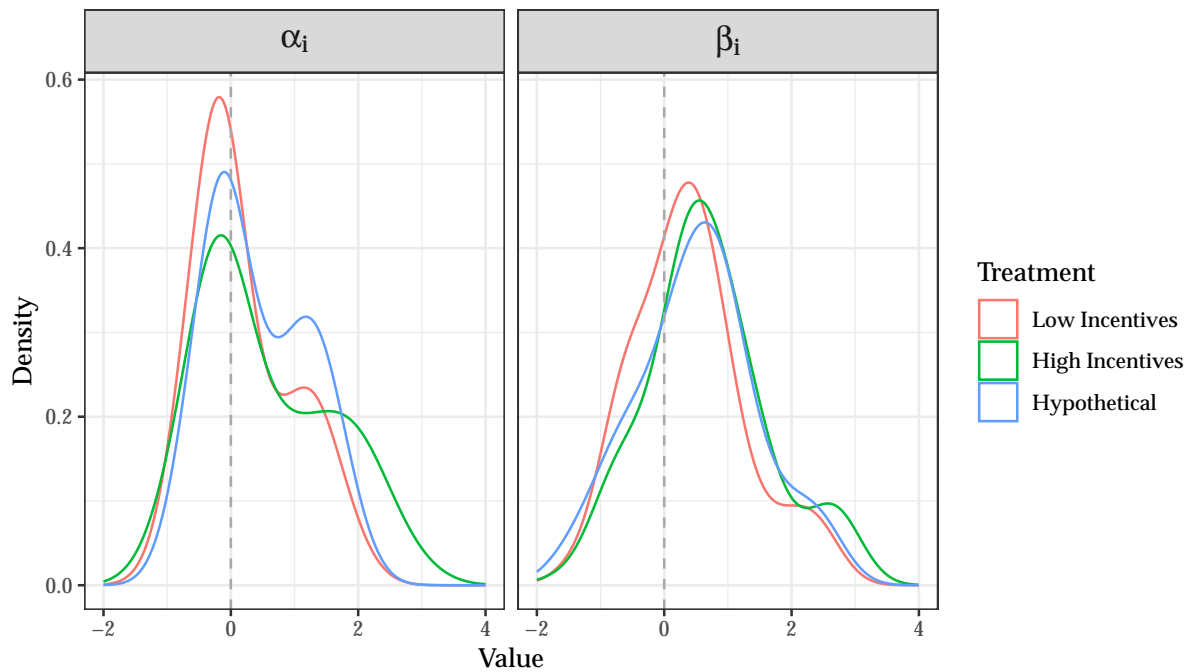 αi
βi
0.6
0.4
0.2
0.0
Density
−2
0
2
4
−2
0
2
4
Value
Treatment
Low Incentives
High Incentives
Hypothetical